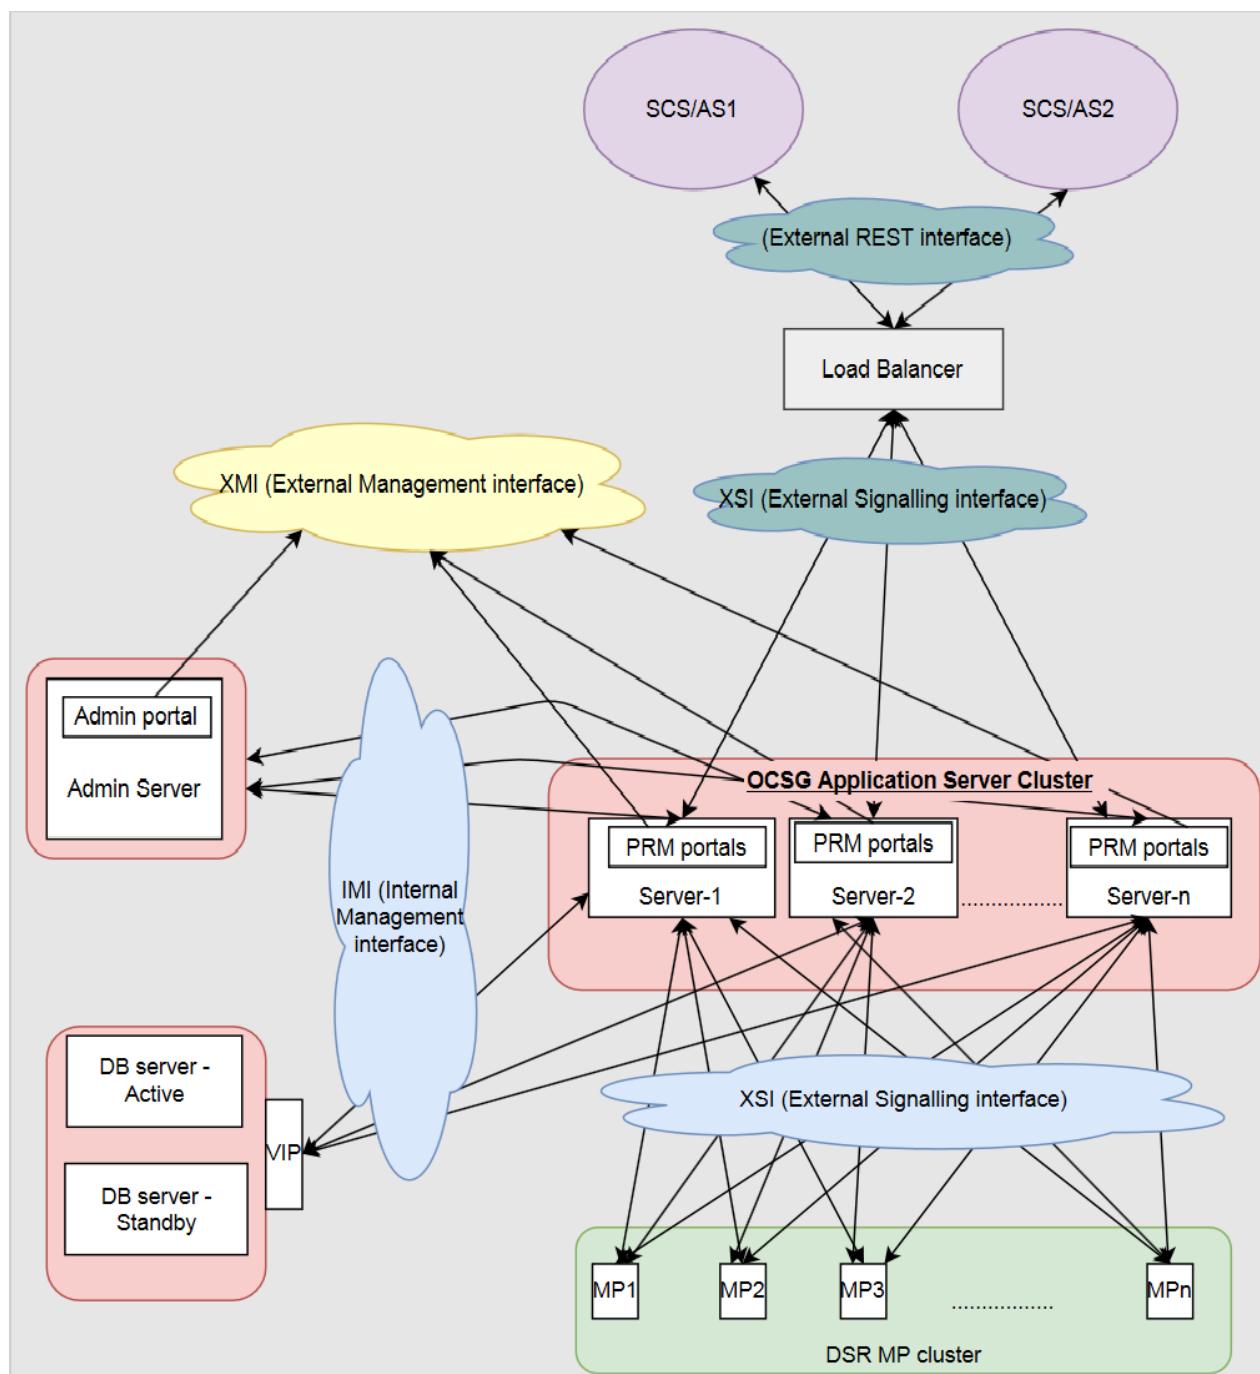 SCS/AS1
SCS/AS2
(External REST interface)
Load Balancer
XMI (External Management interface)
XSI (External Signalling interface)
Admin portal
Admin Server
OCSG Application Server Cluster
PRM portals
Server-1
PRM portals
Server-2
..................
PRM portals
Server-n
IMI (Internal
Management
interface)
DB server -
Active
VIP
DB server -
Standby
XSI (External Signalling interface)
MP1
MP2
MP3
..................
MPn
DSR MP cluster